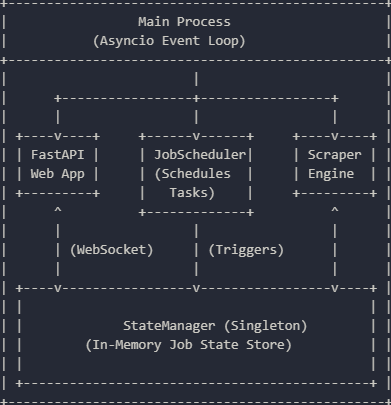 Main Process
(Asyncio Event Loop)
FastAPI JobScheduler Scraper
Web App (Schedules Engine
Tasks)
(WebSocket) (Triggers)
StateManager (Singleton)
(In-Memory Job State Store)